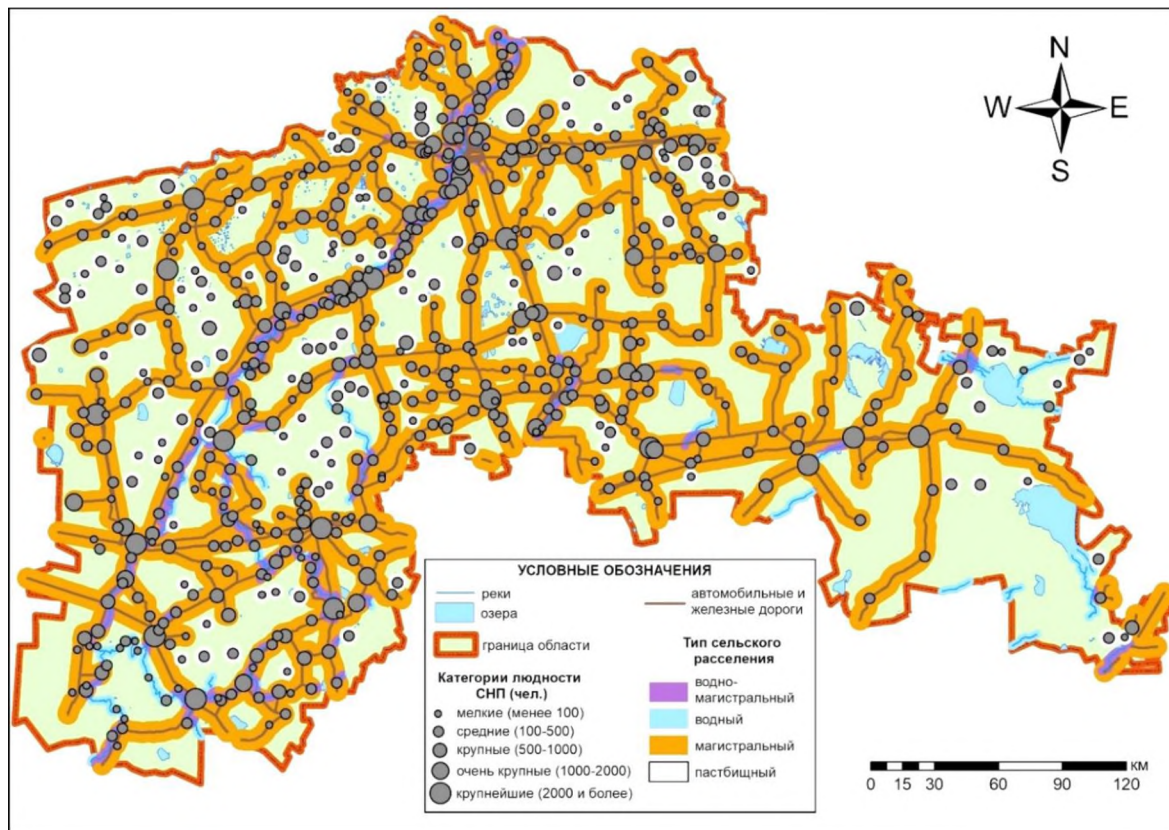 N
W E
S
УСЛОВНЫЕ ОБОЗНАЧЕНИЯ
реки
озера
граница области
Категории людности
СНП (чел.)
мелкие (менее 100)
средние (100-500)
крупные (500-1000)
очень крупные (1000-2000)
крупнейшие (2000 и более)
автомобильные и
железные дороги
Тип сельского
расселения
водно-
магистральный
водный
магистральный
пастбищный
КМ
0 15 30 60 90 120